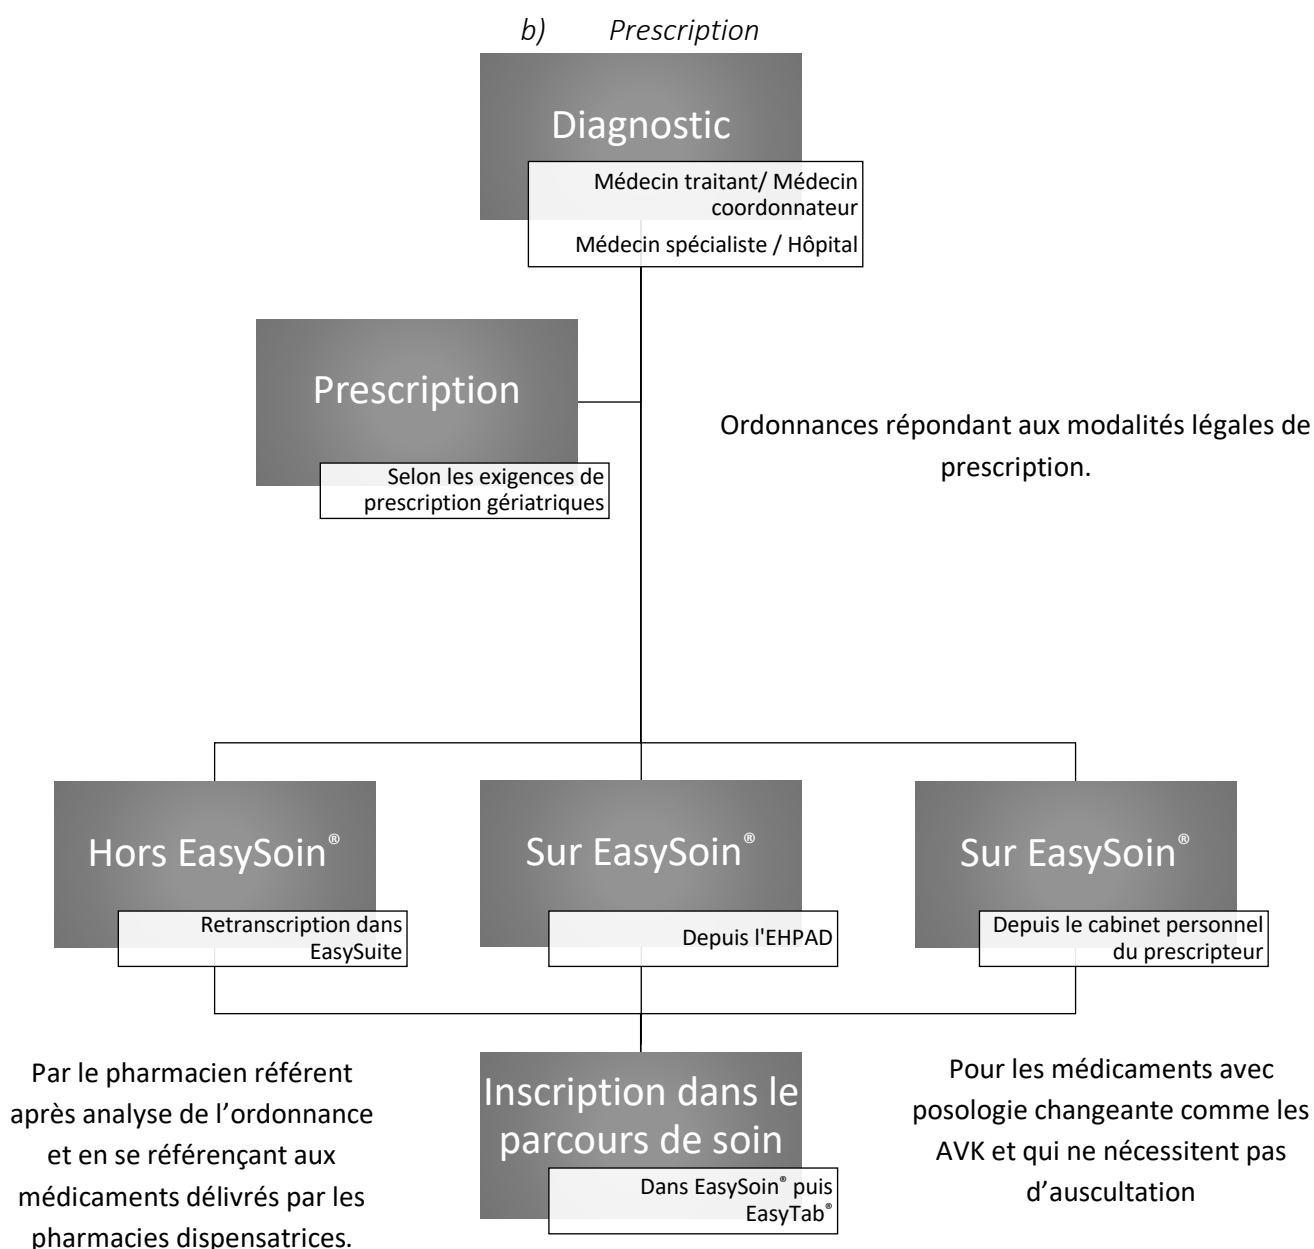 b) Prescription
Diagnostic
Médecin traitant/ Médecin
coordonnateur
Médecin spécialiste / Hôpital
Prescription
Selon les exigences de
prescription gériatriques
Ordonnances répondant aux modalités légales de
prescription.
Hors EasySoin®
Retranscription dans
EasySuite
Sur EasySoin®
Depuis l'EHPAD
Sur EasySoin®
Depuis le cabinet personnel
du prescripteur
Par le pharmacien référent
après analyse de l’ordonnance
et en se référençant aux
médicaments délivrés par les
pharmacies dispensatrices.
Inscription dans le
parcours de soin
Dans EasySoin® puis
EasyTab®
Pour les médicaments avec
posologie changeante comme les
AVK et qui ne nécessitent pas
d’auscultation